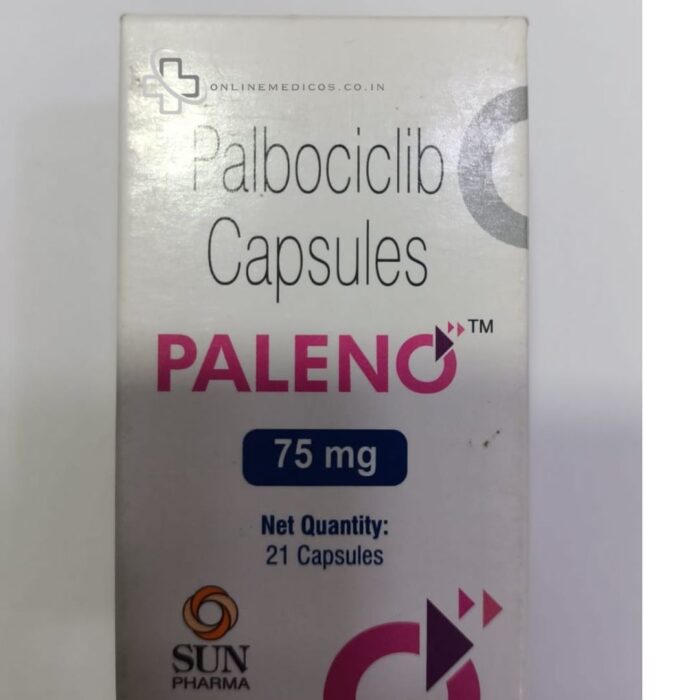 ONLINEMEDICOS.CO.IN
Palbociclib
Capsules
PALENO™
75 mg
Net Quantity:
21 Capsules
SUN
PHARMA